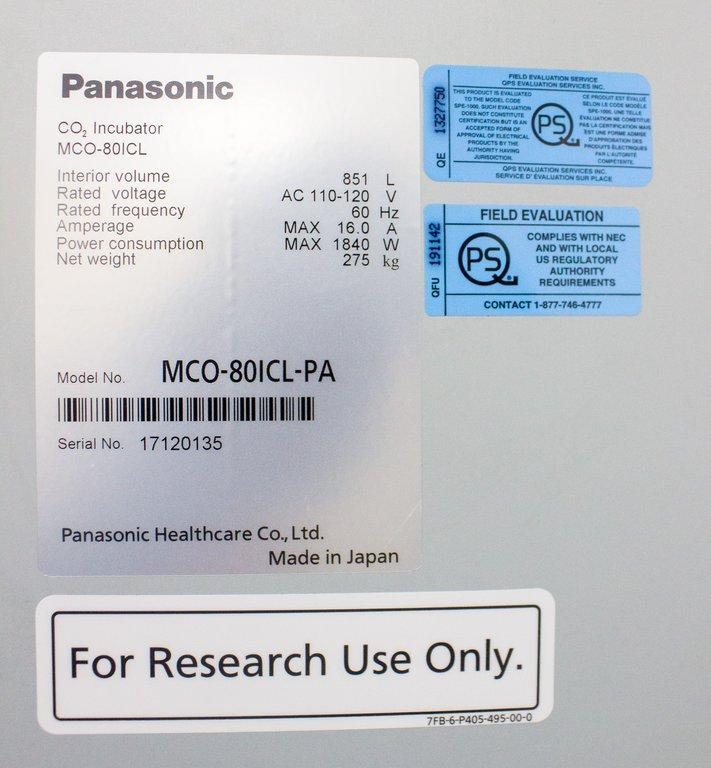 Panasonic
CO₂ Incubator
MCO-80ICL
Interior volume 851 L
Rated voltage AC 110-120 V
Rated frequency 60 Hz
Amperage MAX 16.0 A
Power consumption MAX 1840 W
Net weight 275 kg
Model No. MCO-80ICL-PA
Serial No. 17120135
Panasonic Healthcare Co., Ltd.
Made in Japan
For Research Use Only.
7FB-6-P405-495-00-0
QE 1327750
FIELD EVALUATION SERVICE
QPS EVALUATION SERVICES INC.
THIS PRODUCT IS EVALUATED
TO THE MODEL CODE
SPE-1000, SUCH EVALUATION
DOES NOT CONSTITUTE
CERTIFICATION BUT IS AN
ACCEPTED FORM OF
APPROVAL OF ELECTRICAL
PRODUCTS BY THE
AUTHORITY HAVING
JURISDICTION.
PS
CE PRODUIT EST ÉVALUÉ
SELON LE CODE MODÈLE
SPE-1000, UNE TELLE
ÉVALUATION NE CONSTITUE
PAS LA CERTIFICATION MAIS
EST UNE FORME ADMISE
D'APPROBATION DES
PRODUITS ÉLECTRIQUES
PAR L'AUTORITÉ
COMPÉTENTE.
QPS EVALUATION SERVICES INC.
SERVICE D' ÉVALUATION SUR PLACE
QFU 191142
FIELD EVALUATION
PS
COMPLIES WITH NEC
AND WITH LOCAL
US REGULATORY
AUTHORITY
REQUIREMENTS
CONTACT 1-877-746-4777